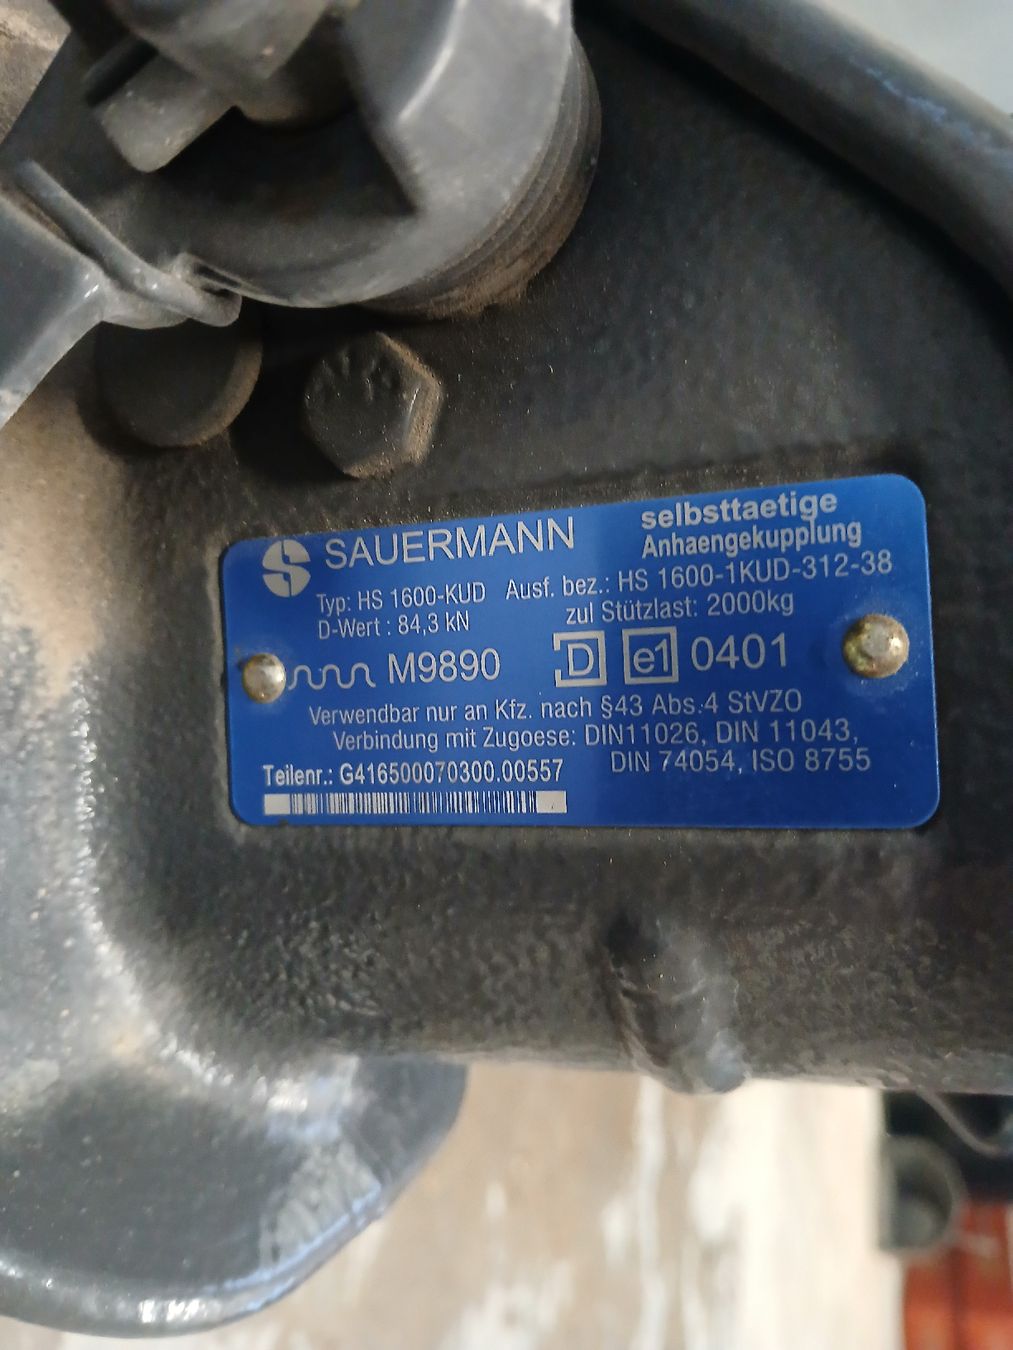 SAUERMANN
selbsttaetige
Anhaengekupplung
Typ: HS 1600-KUD Ausf. bez.: HS 1600-1KUD-312-38
D-Wert : 84,3 kN zul Stützlast: 2000kg
M9890 D e1 0401
Verwendbar nur an Kfz. nach §43 Abs.4 StVZO
Verbindung mit Zugoese: DIN11026, DIN 11043,
DIN 74054, ISO 8755
Teilenr.: G416500070300.00557